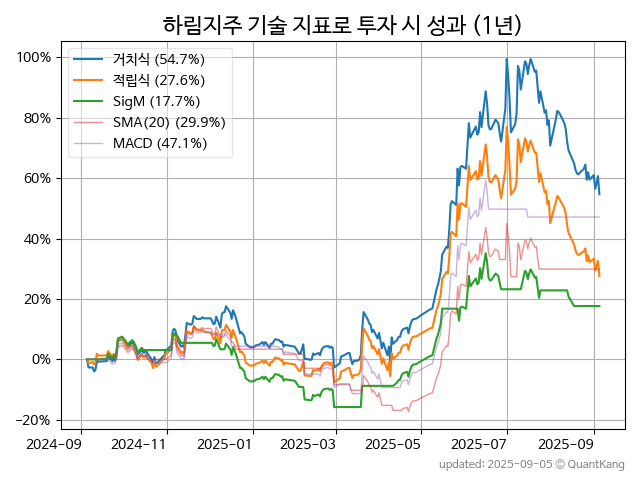 하림지주 기술 지표로 투자 시 성과 (1년)
100%
80%
60%
40%
20%
0%
−20%
거치식 (54.7%)
적립식 (27.6%)
SigM (17.7%)
SMA(20) (29.9%)
MACD (47.1%)
2024-09 2024-11 2025-01 2025-03 2025-05 2025-07 2025-09
updated: 2025-09-05 © QuantKang